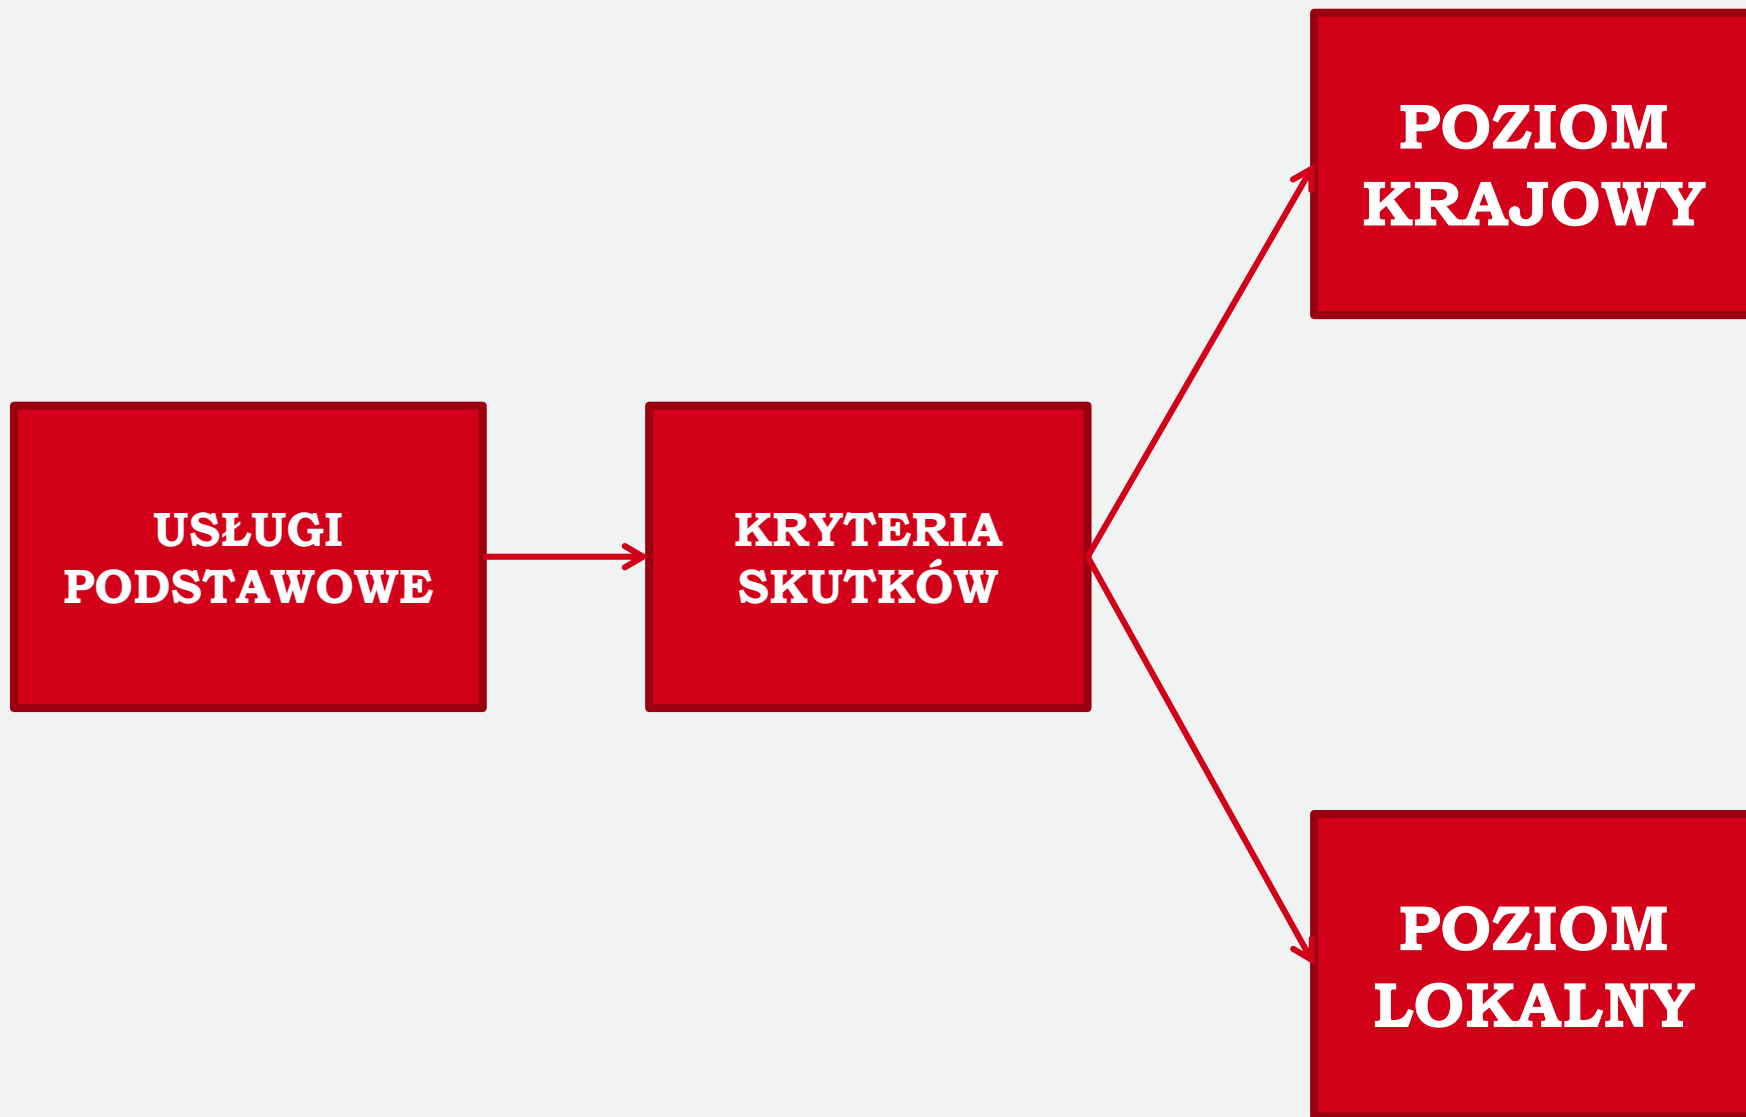 USŁUGI
PODSTAWOWE
KRYTERIA
SKUTKÓW
POZIOM
KRAJOWY
POZIOM
LOKALNY